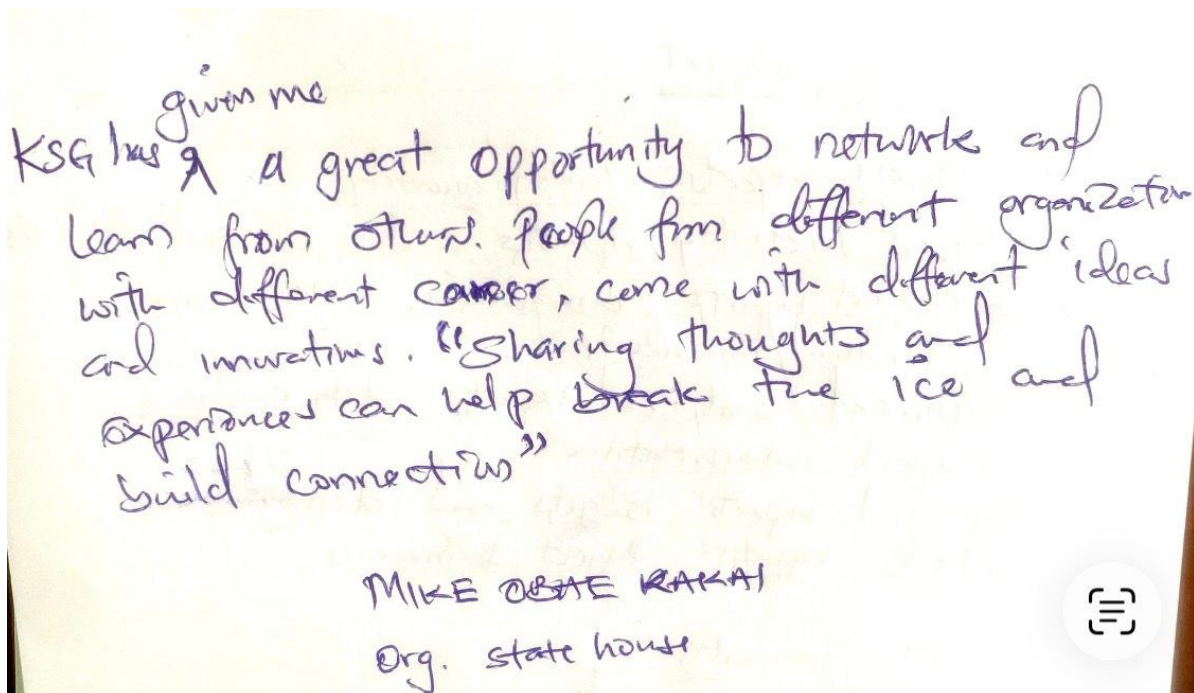 given me
KSG has a great opportunity to network and
learn from others. People from different organization
with different career, come with different ideas
and innovations. "Sharing thoughts and
experiences can help break the ice and
build connections"
MIKE KAKAI
Org. state house